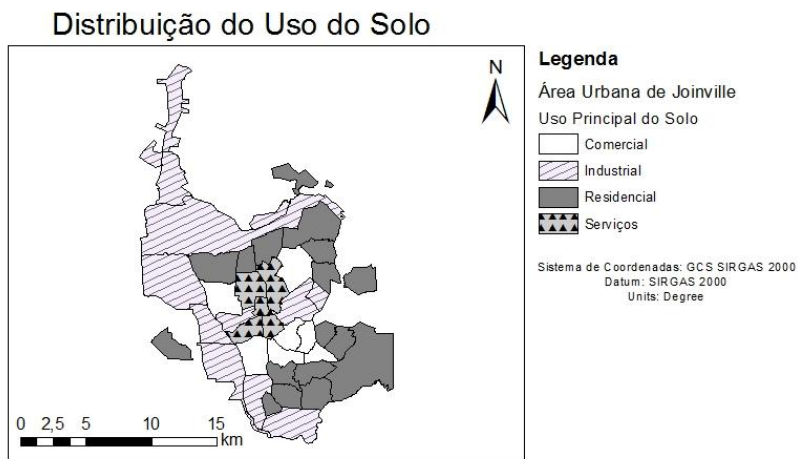 Distribuição do Uso do Solo
N
0 2,5 5 10 15
km
Legenda
Área Urbana de Joinville
Uso Principal do Solo
Comercial
Industrial
Residencial
Serviços
Sistema de Coordenadas: GCS SIRGAS 2000
Datum: SIRGAS 2000
Units: Degree